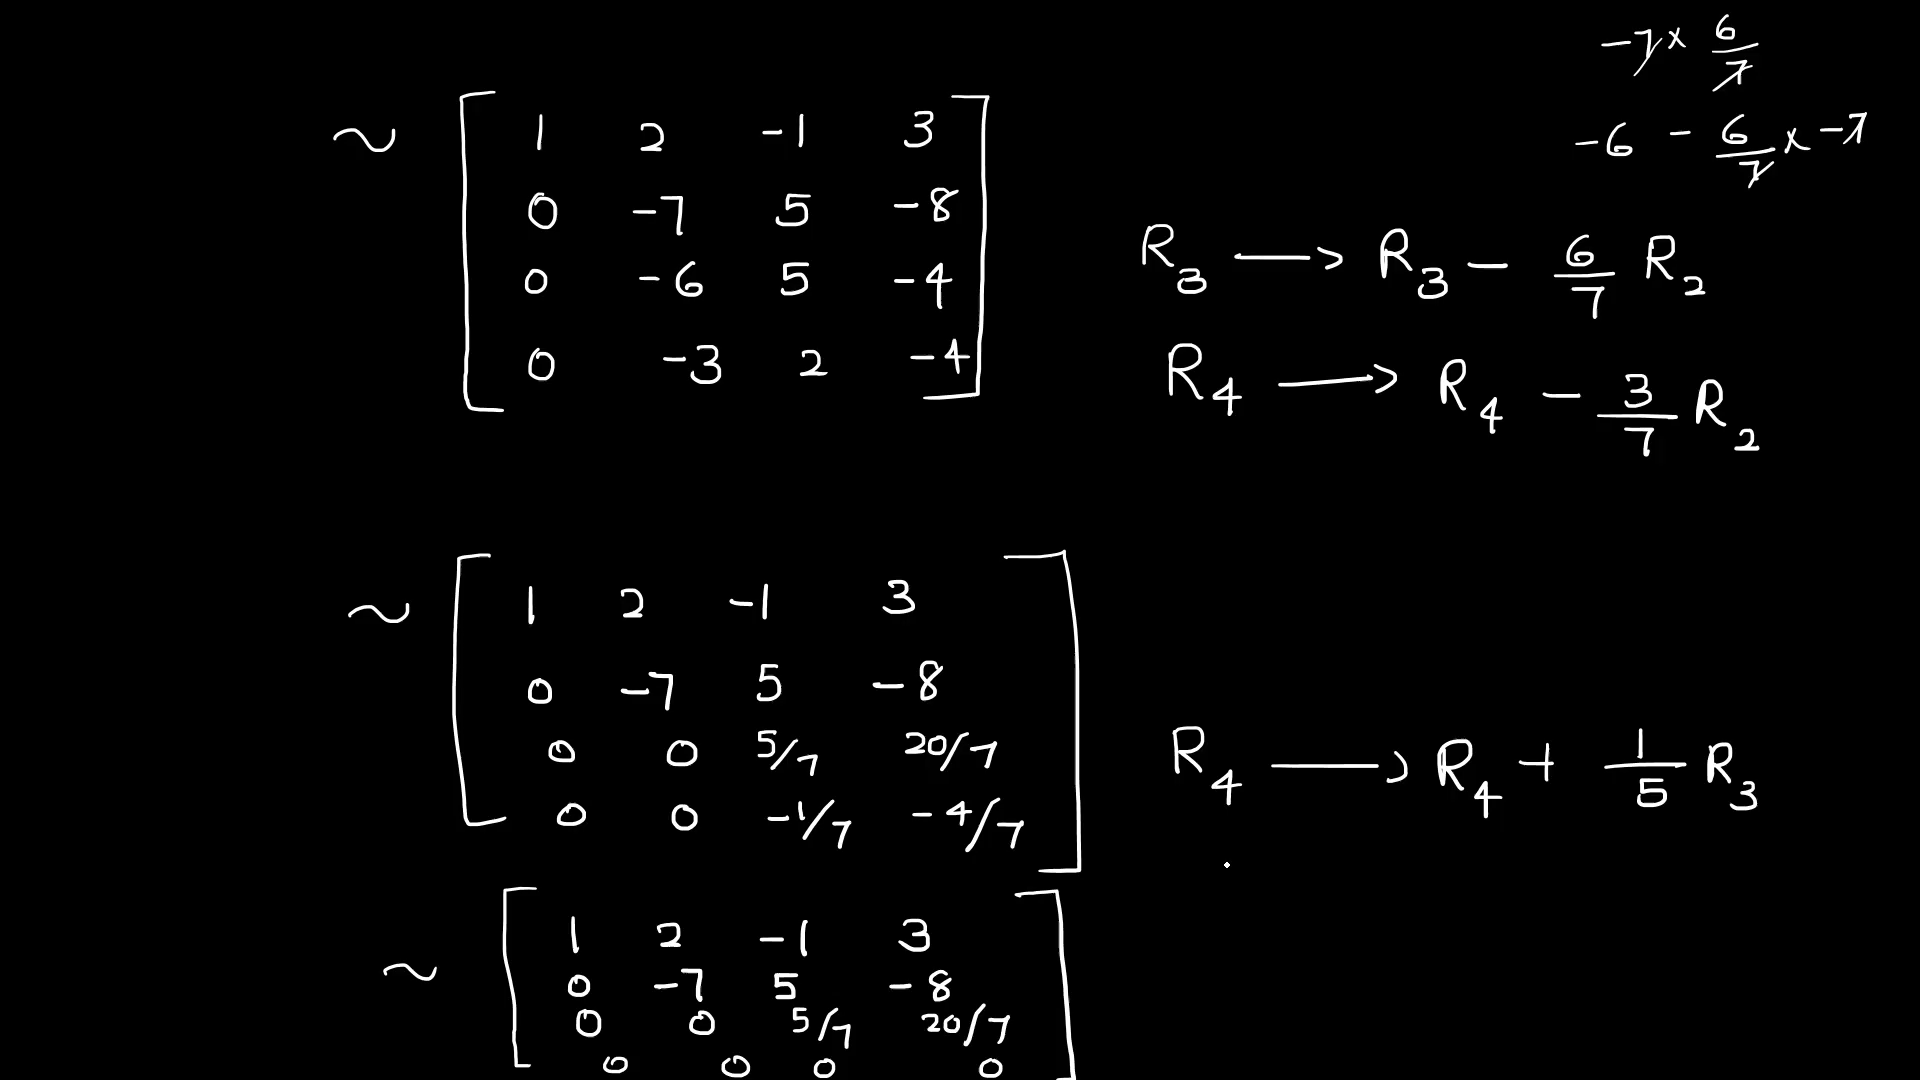 -7 × 6/7
-6 - 6/7 × -7
~ [ 1 2 -1 3
0 -7 5 -8
0 -6 5 -4
0 -3 2 -4 ]
R₃ → R₃ - 6/7 R₂
R₄ → R₄ - 3/7 R₂
~ [ 1 2 -1 3
0 -7 5 -8
0 0 5/7 20/7
0 0 -1/7 -4/7 ]
R₄ → R₄ + 1/5 R₃
~ [ 1 2 -1 3
0 -7 5 -8
0 0 5/7 20/7
0 0 0 0 ]